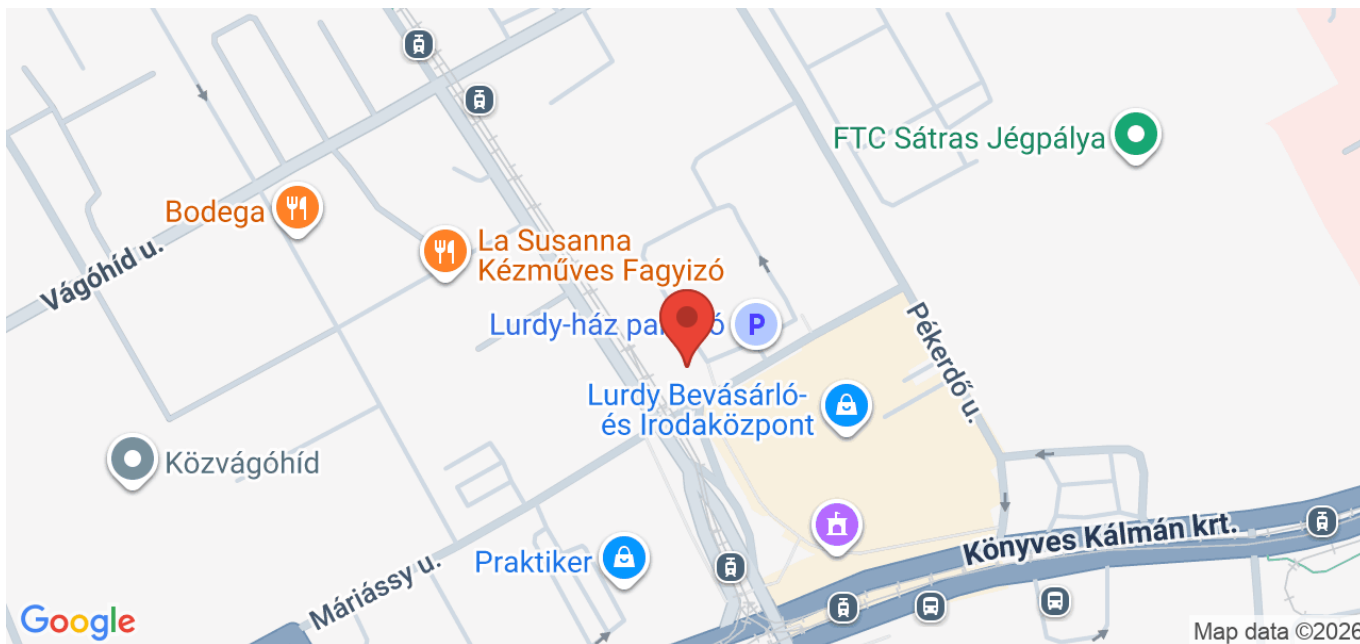 FTC Sátras Jégpálya
Bodega
La Susanna
Kézműves Fagyizó
Vágóhíd u.
Lurdy-ház
P
Pékerdő u.
Lurdy Bevásárló-
és Irodaközpont
Közvágóhíd
Könyves Kálmán krt.
Praktiker
Máriássy u.
Google
Map data ©2026